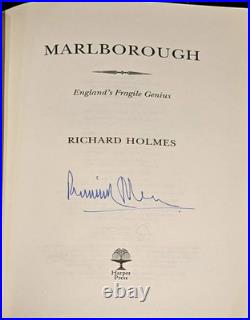 MARLBOROUGH
England's Fragile Genius
RICHARD HOLMES
Harper
Press